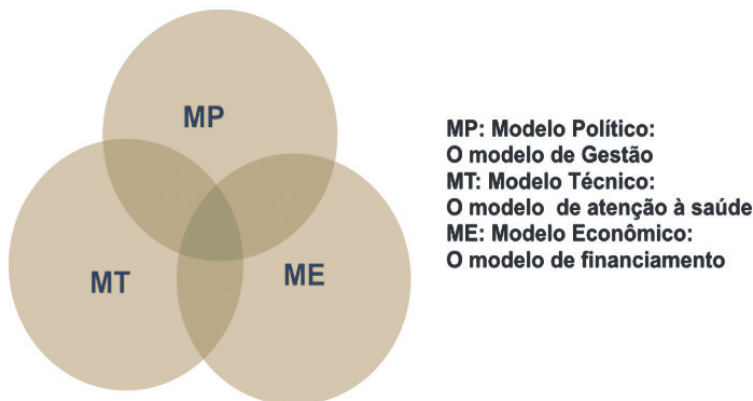 MP
MT
ME
MP: Modelo Político:
O modelo de Gestão
MT: Modelo Técnico:
O modelo de atenção à saúde
ME: Modelo Econômico:
O modelo de financiamento